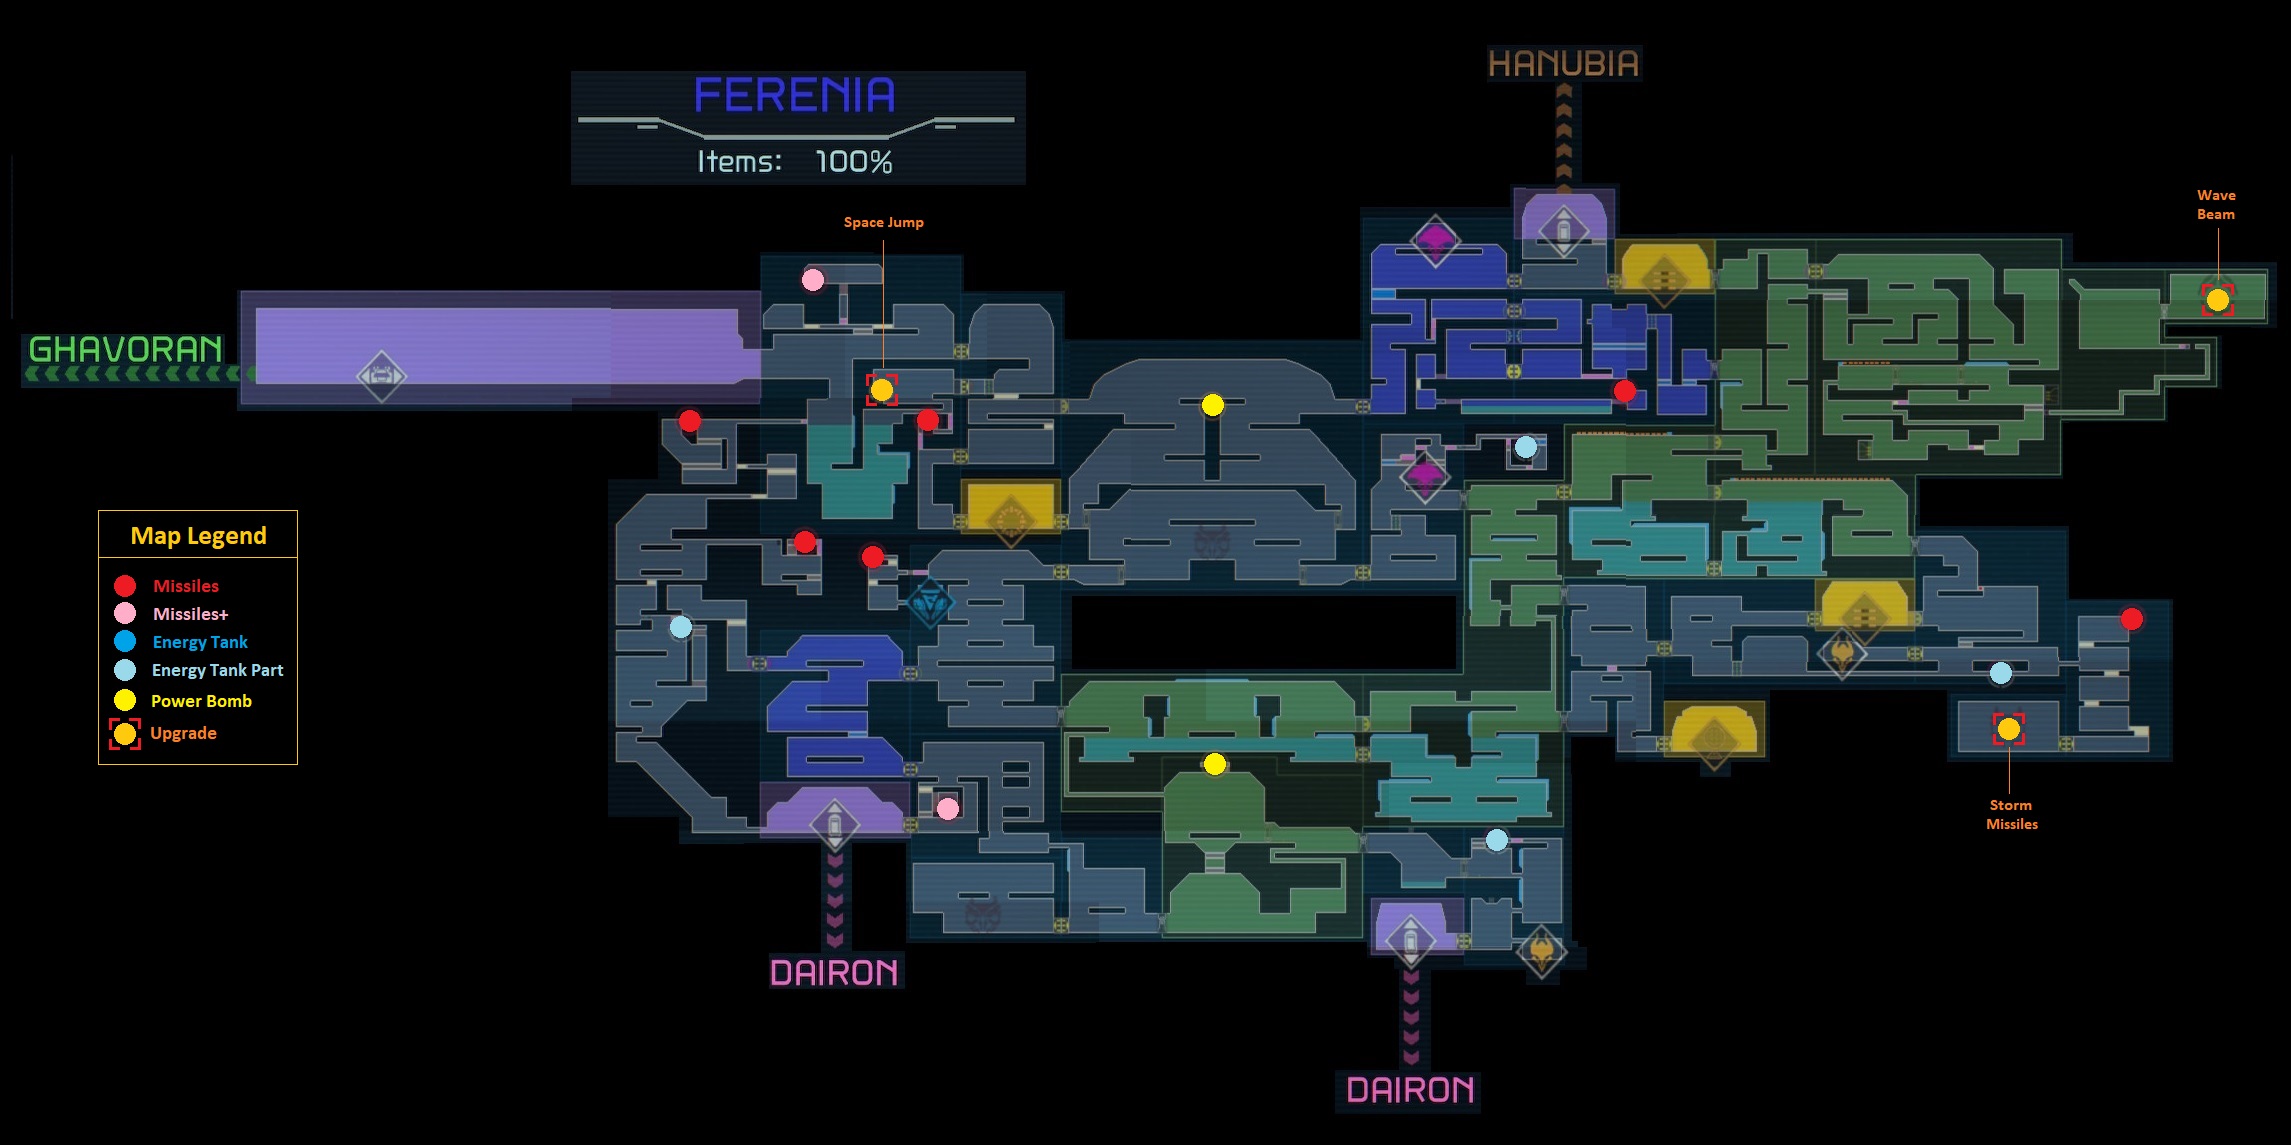 HANUBIA
FERENIA
Items: 100%
Wave
Beam
Space Jump
GHAVORAN
Map Legend
Missiles
Missiles+
Energy Tank
Energy Tank Part
Power Bomb
Upgrade
Storm
Missiles
DAIRON
DAIRON